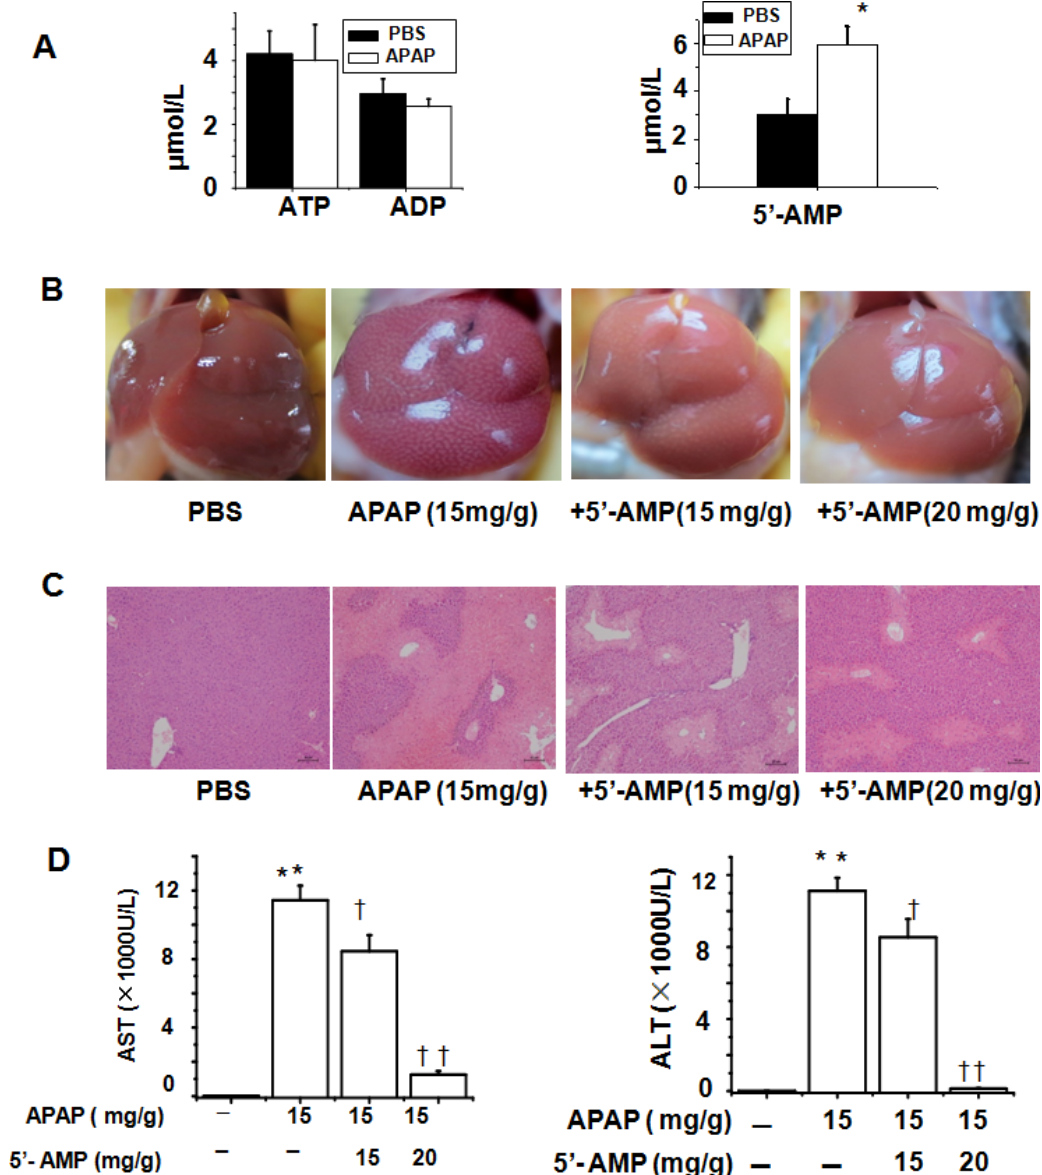 A
PBS
APAP
μmol/L
4
2
0
ATP ADP
PBS
APAP
*
μmol/L
6
4
2
0
5’-AMP
B
PBS APAP (15mg/g) +5’-AMP(15 mg/g) +5’-AMP(20 mg/g)
C
PBS APAP (15mg/g) +5’-AMP(15 mg/g) +5’-AMP(20 mg/g)
D
AST (×1000U/L)
12
8
4
0
**
†
††
APAP ( mg/g) – 15 15 15
5’- AMP (mg/g) – – 15 20
ALT (×1000U/L)
12
8
4
0
**
†
††
APAP (mg/g) – 15 15 15
5’- AMP (mg/g) – – 15 20